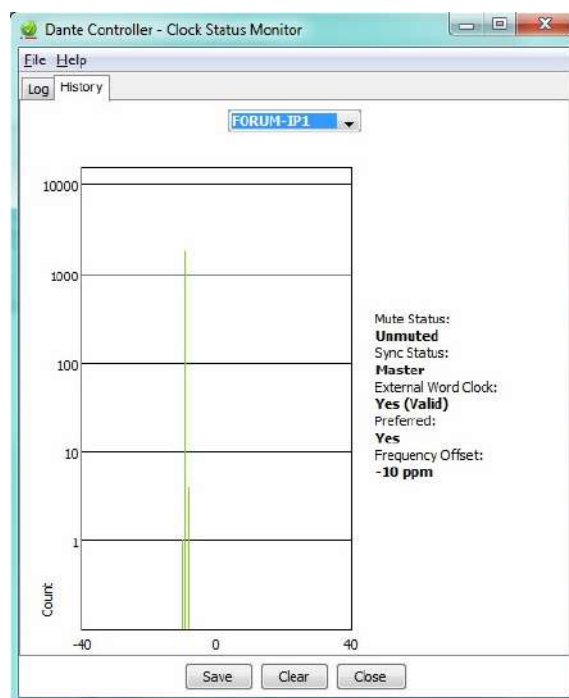 Dante Controller - Clock Status Monitor
File Help
Log History
FORUM-IP1
10000
1000
100
10
1
Count
-40 0 40
Mute Status:
Unmuted
Sync Status:
Master
External Word Clock:
Yes (Valid)
Preferred:
Yes
Frequency Offset:
-10 ppm
Save Clear Close